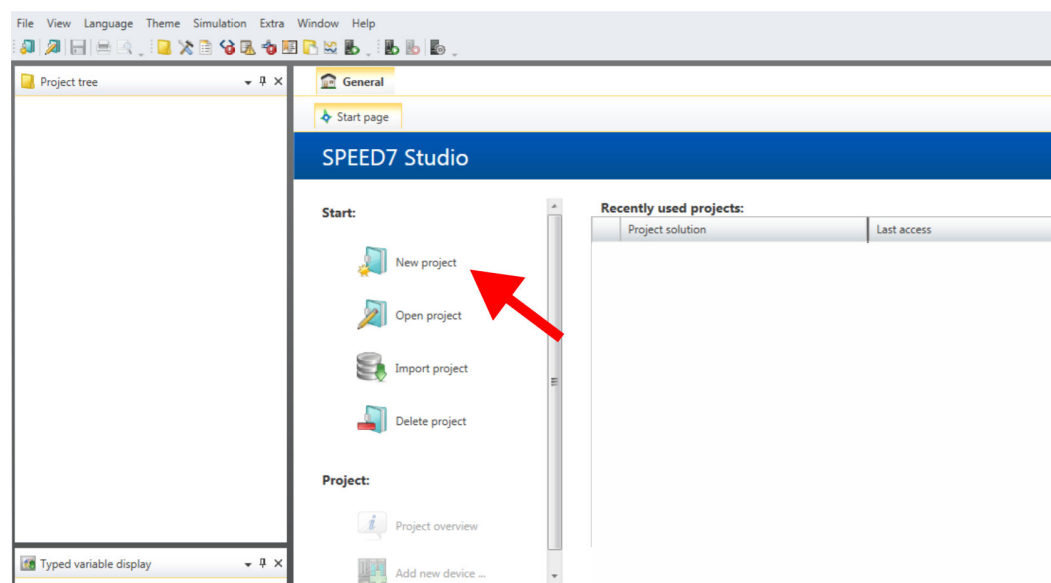 File View Language Theme Simulation Extra Window Help
Project tree
General
Start page
SPEED7 Studio
Start:
New project
Open project
Import project
Delete project
Project:
Project overview
Add new device ...
Recently used projects:
Project solution Last access
Typed variable display